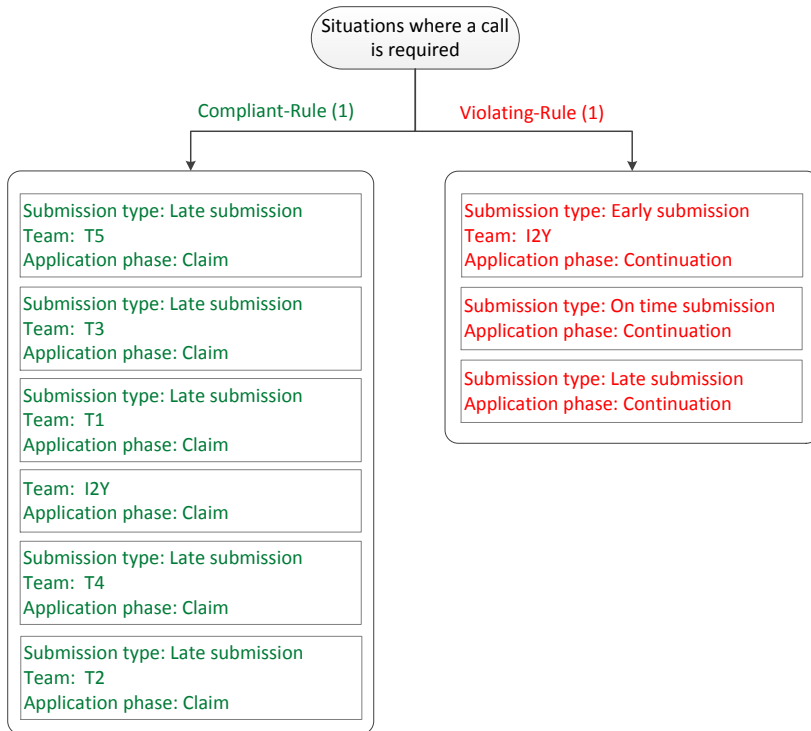 Situations where a call
is required
Compliant-Rule (1)
Violating-Rule (1)
Submission type: Late submission
Team: T5
Application phase: Claim
Submission type: Late submission
Team: T3
Application phase: Claim
Submission type: Late submission
Team: T1
Application phase: Claim
Team: I2Y
Application phase: Claim
Submission type: Late submission
Team: T4
Application phase: Claim
Submission type: Late submission
Team: T2
Application phase: Claim
Submission type: Early submission
Team: I2Y
Application phase: Continuation
Submission type: On time submission
Application phase: Continuation
Submission type: Late submission
Application phase: Continuation